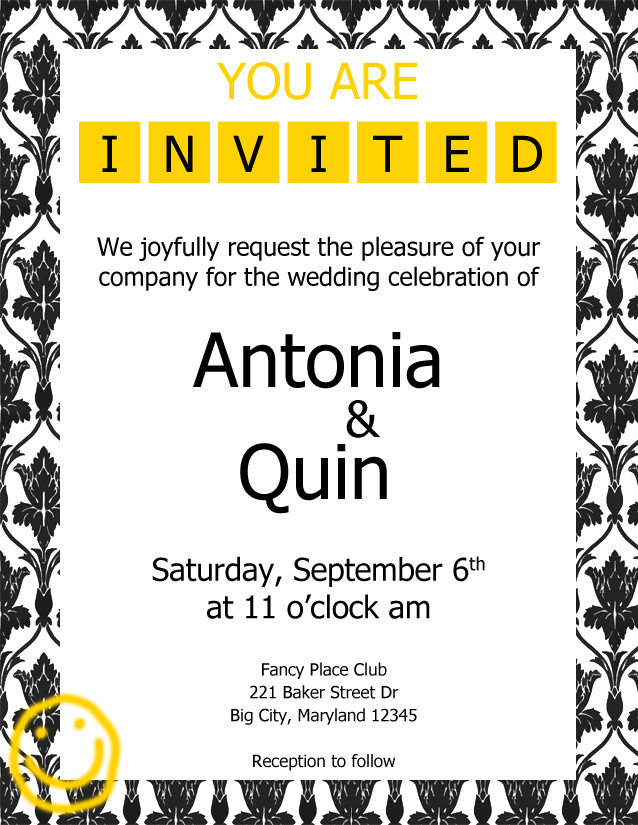 YOU ARE
INVITED
We joyfully request the pleasure of your
company for the wedding celebration of
Antonia
&
Quin
Saturday, September 6th
at 11 o’clock am
Fancy Place Club
221 Baker Street Dr
Big City, Maryland 12345
Reception to follow